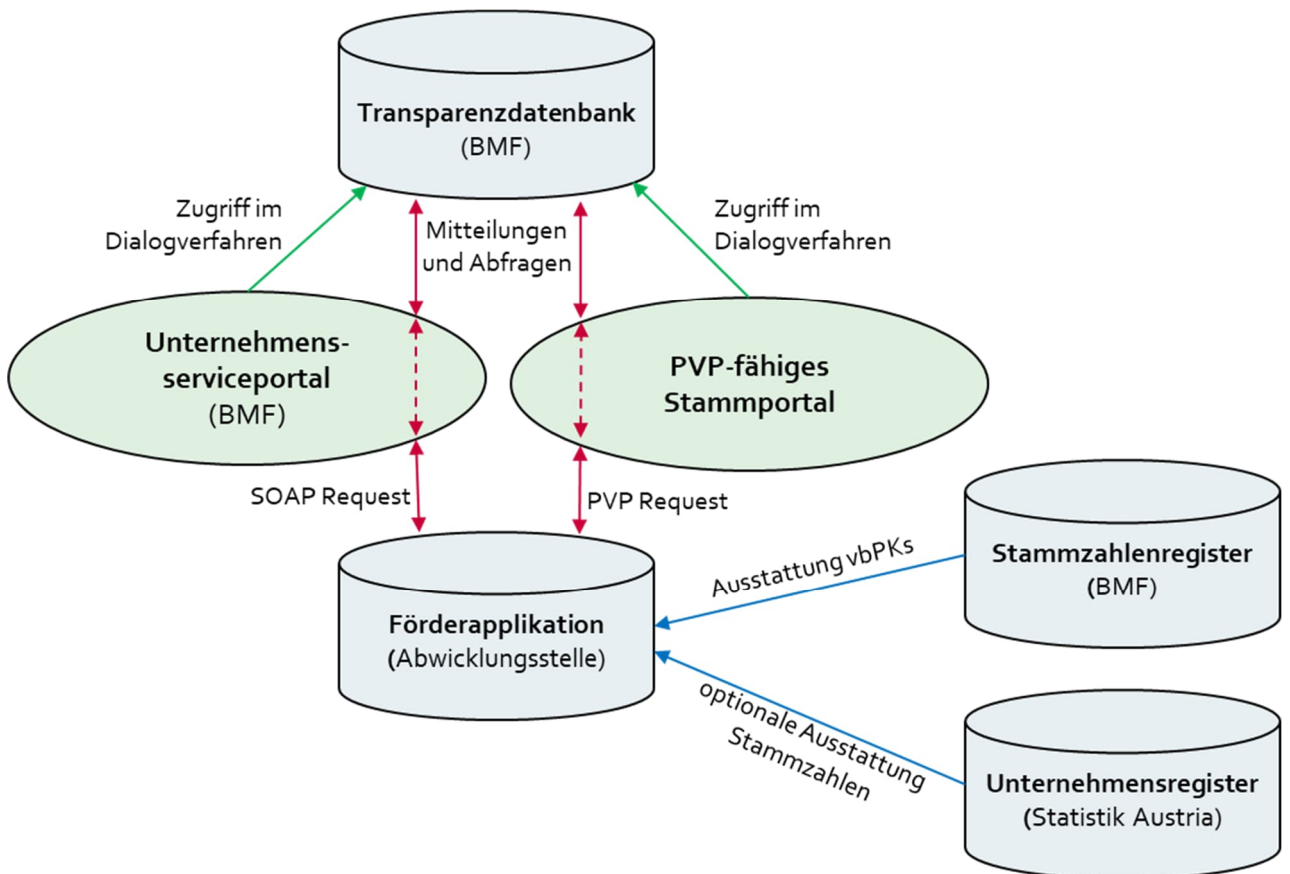 Transparenzdatenbank
(BMF)
Zugriff im
Dialogverfahren
Mitteilungen
und Abfragen
Zugriff im
Dialogverfahren
Unternehmens-
serviceportal
(BMF)
PVP-fähiges
Stammportal
SOAP Request
PVP Request
Förderapplikation
(Abwicklungsstelle)
Ausstattung vbPKs
Stammzahlenregister
(BMF)
optionale Ausstattung
Stammzahlen
Unternehmensregister
(Statistik Austria)